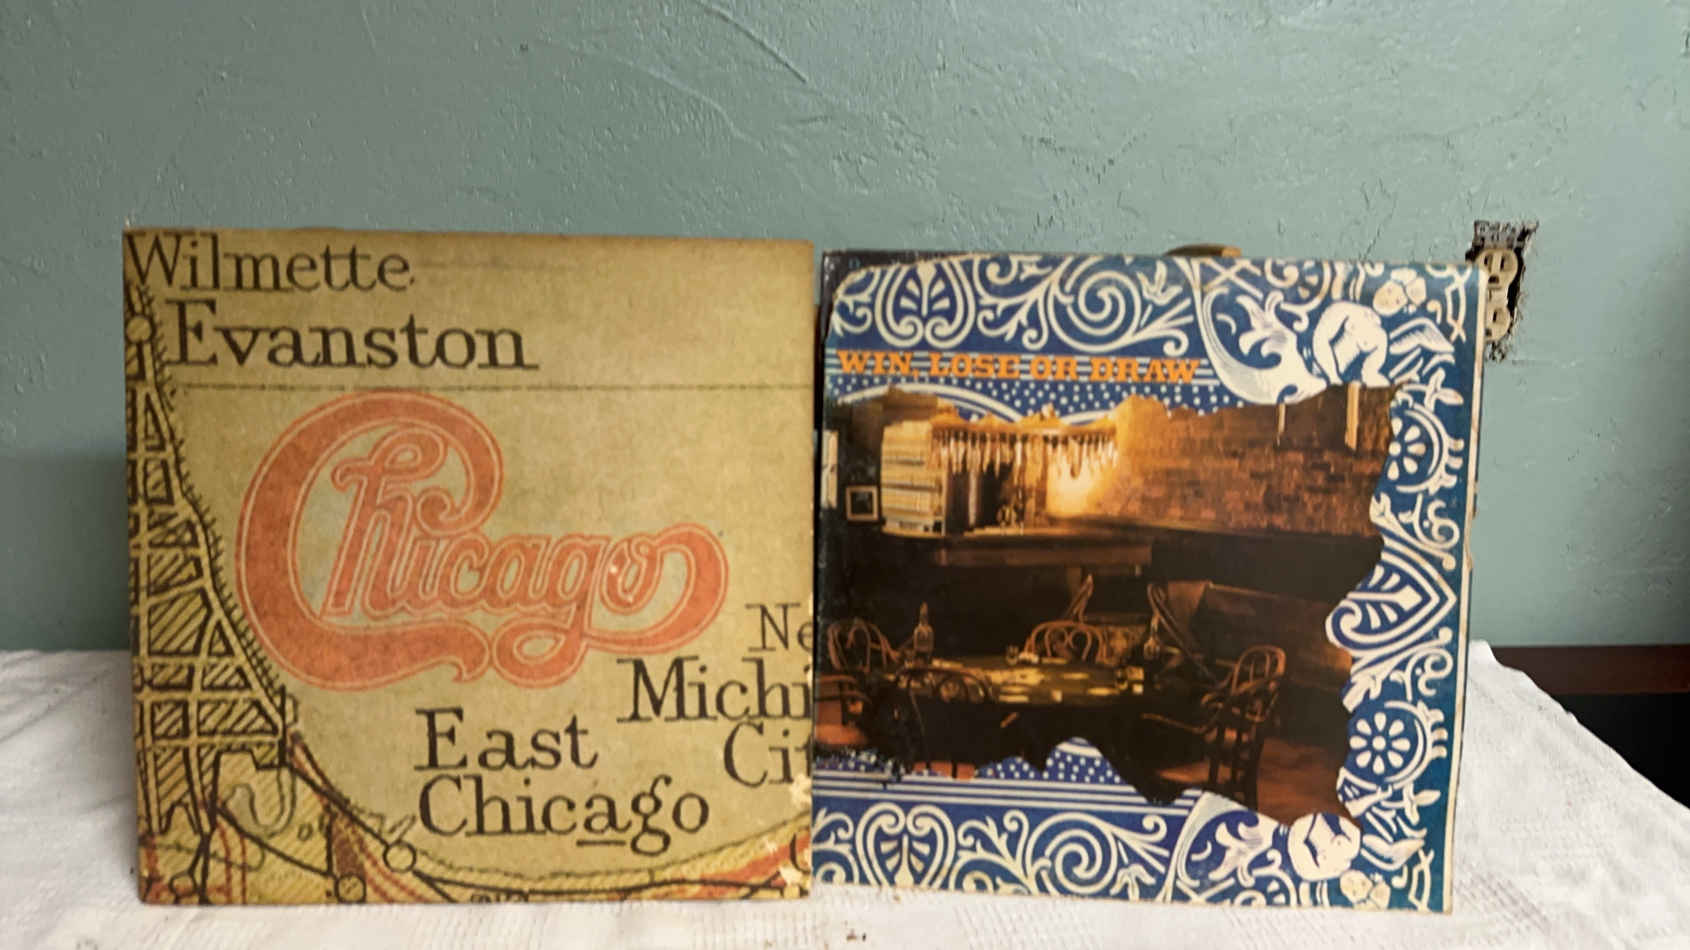 Wilmette
Evanston
Chicago
Ne
Michi
East
Cit
Chicago
WIN, LOSE OR DRAW